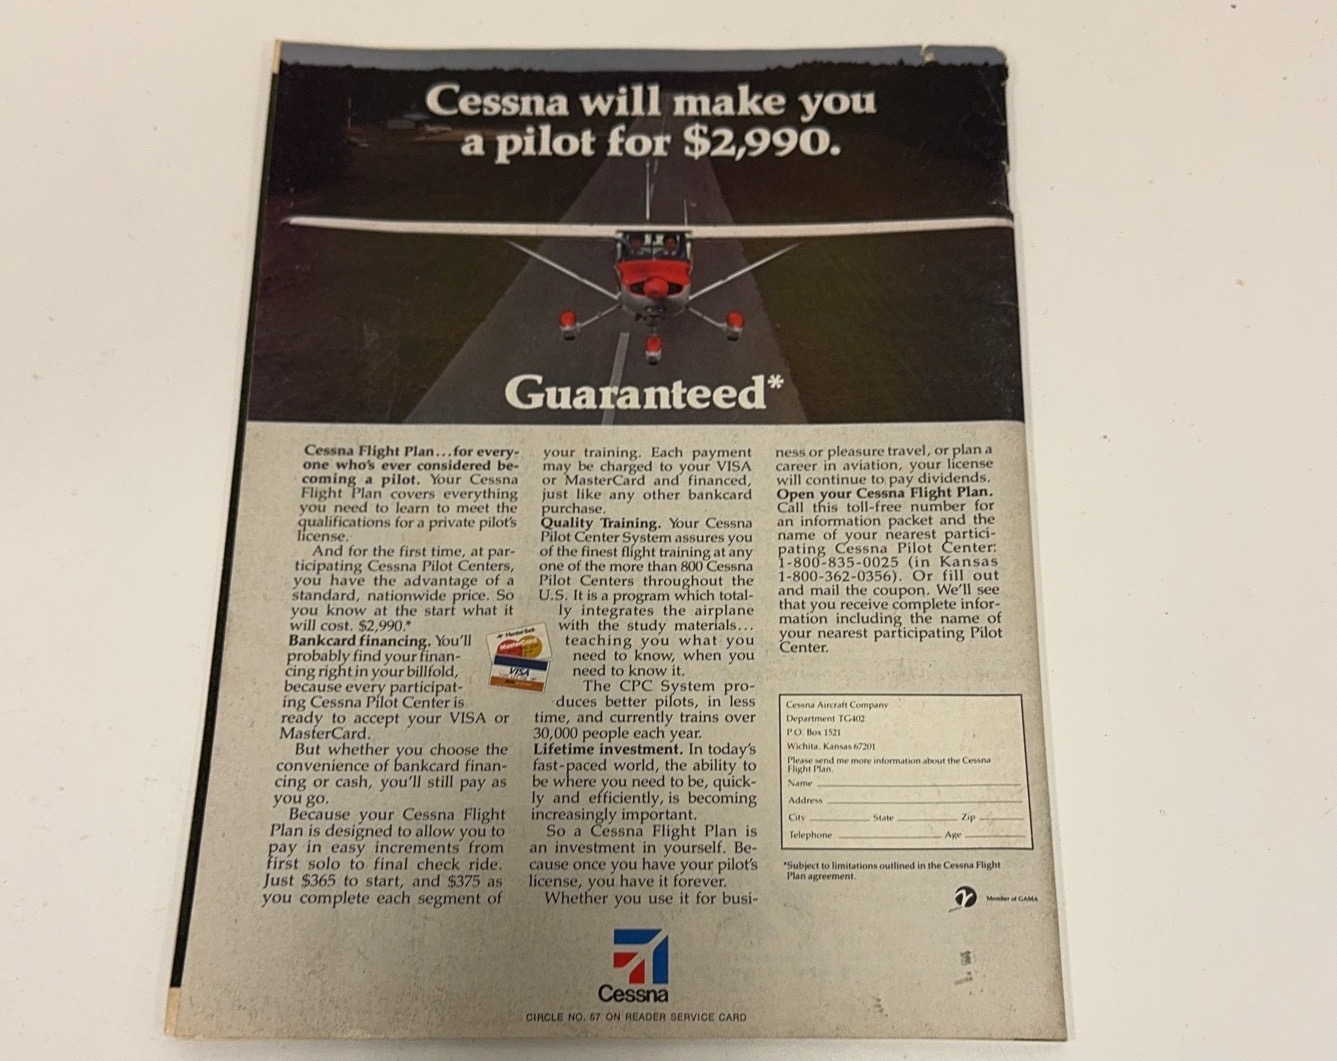 Cessna will make you
a pilot for $2,990.
Guaranteed*
Cessna Flight Plan...for every-
one who's ever considered be-
coming a pilot. Your Cessna
Flight Plan covers everything
you need to learn to meet the
qualifications for a private pilot's
license.
And for the first time, at par-
ticipating Cessna Pilot Centers,
you have the advantage of a
standard, nationwide price. So
you know at the start what it
will cost. $2,990.*
Bankcard financing. You'll
probably find your finan-
cing right in your billfold,
because every participat-
ing Cessna Pilot Center is
ready to accept your VISA or
MasterCard.
But whether you choose the
convenience of bankcard finan-
cing or cash, you'll still pay as
you go.
Because your Cessna Flight
Plan is designed to allow you to
pay in easy increments from
first solo to final check ride.
Just $365 to start, and $375 as
you complete each segment of
your training. Each payment
may be charged to your VISA
or MasterCard and financed,
just like any other bankcard
purchase.
Quality Training. Your Cessna
Pilot Center System assures you
of the finest flight training at any
one of the more than 800 Cessna
Pilot Centers throughout the
U.S. It is a program which total-
ly integrates the airplane
with the study materials...
teaching you what you
need to know, when you
need to know it.
The CPC System pro-
duces better pilots, in less
time, and currently trains over
30,000 people each year.
Lifetime investment. In today's
fast-paced world, the ability to
be where you need to be, quick-
ly and efficiently, is becoming
increasingly important.
So a Cessna Flight Plan is
an investment in yourself. Be-
cause once you have your pilot's
license, you have it forever.
Whether you use it for busi-
ness or pleasure travel, or plan a
career in aviation, your license
will continue to pay dividends.
Open your Cessna Flight Plan.
Call this toll-free number for
an information packet and the
name of your nearest partici-
pating Cessna Pilot Center:
1-800-835-0025 (in Kansas
1-800-362-0356). Or fill out
and mail the coupon. We'll see
that you receive complete infor-
mation including the name of
your nearest participating Pilot
Center.
MasterCard
VISA
Cessna Aircraft Company
Department TG402
P.O. Box 1521
Wichita, Kansas 67201
Please send me more information about the Cessna
Flight Plan.
Name
Address
City State Zip
Telephone Age
*Subject to limitations outlined in the Cessna Flight
Plan agreement.
Member of GAMA
Cessna
CIRCLE NO. 57 ON READER SERVICE CARD